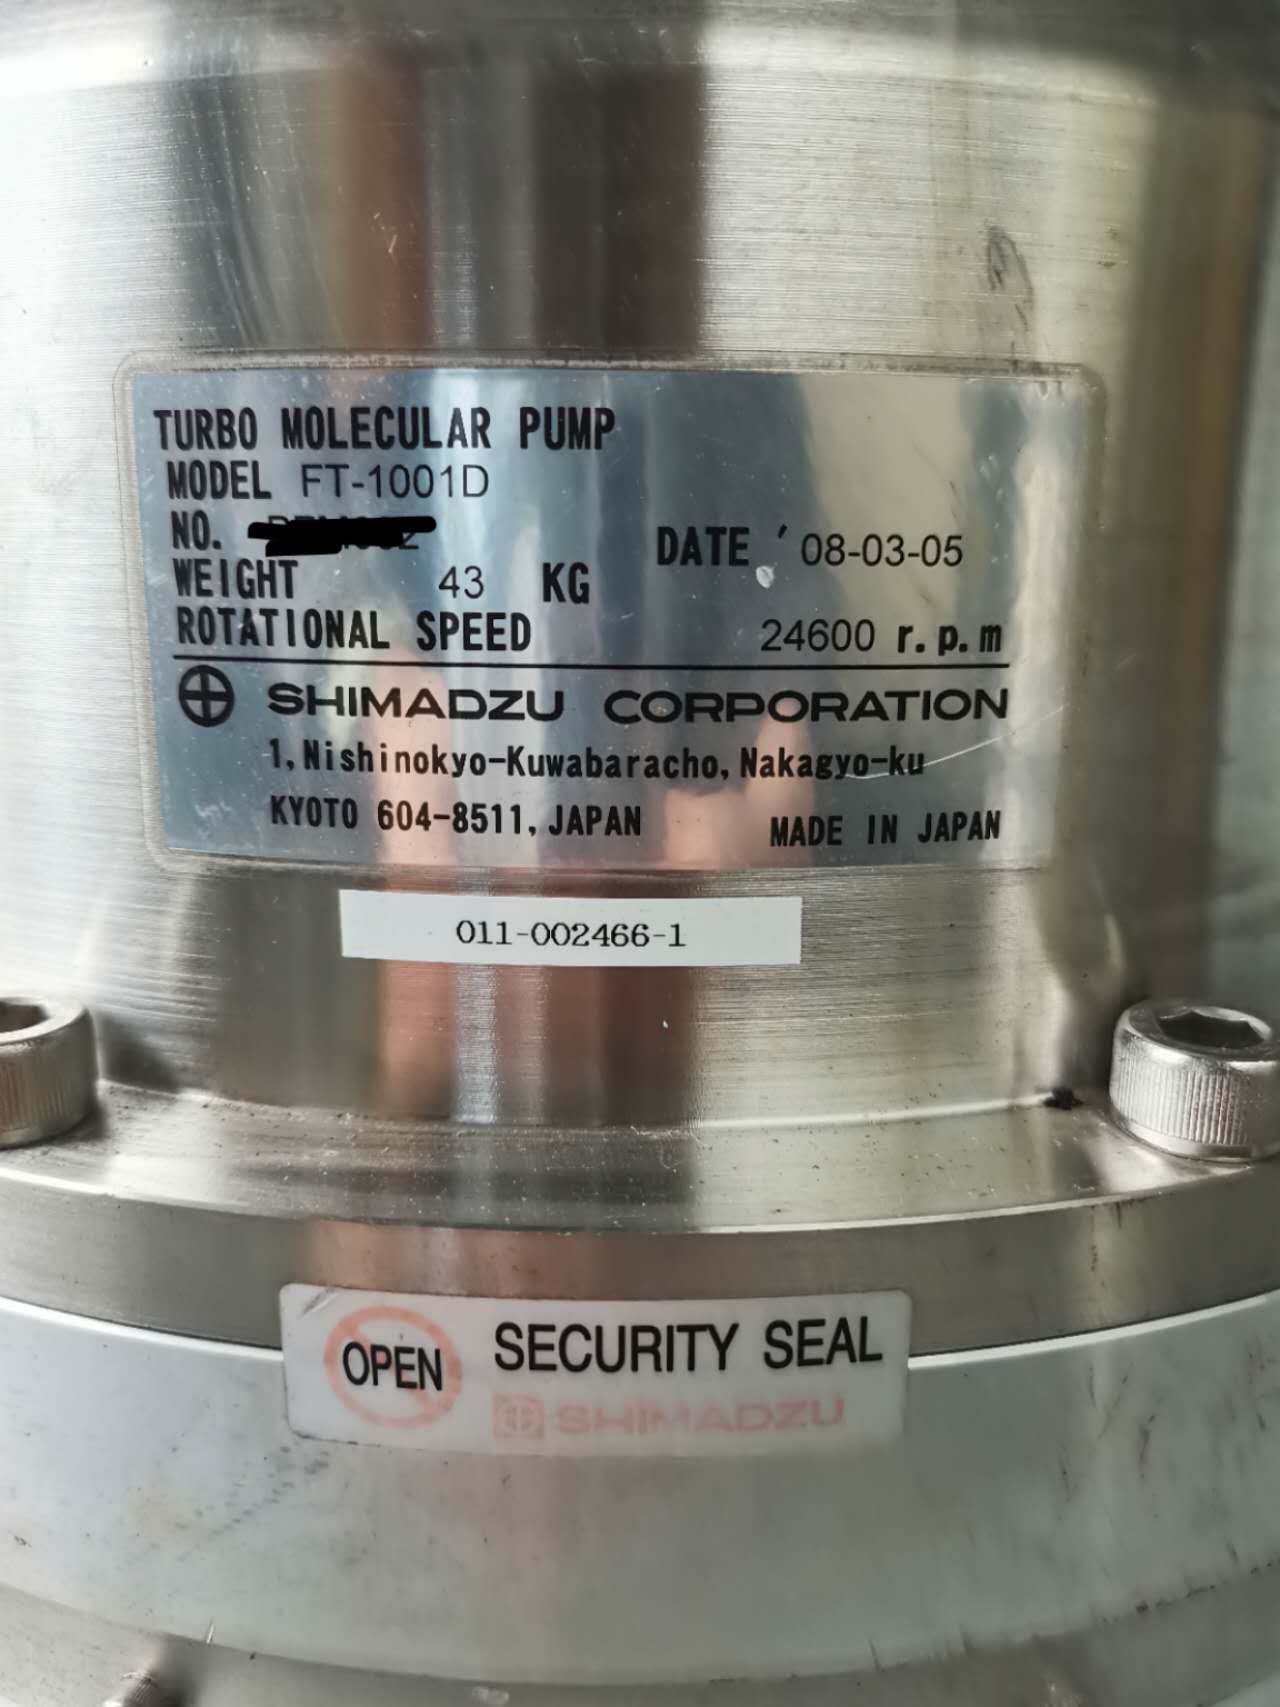 TURBO MOLECULAR PUMP
MODEL FT-1001D
NO.
DATE '08-03-05
WEIGHT 43 KG
ROTATIONAL SPEED 24600 r.p.m
SHIMADZU CORPORATION
1,Nishinokyo-Kuwabaracho,Nakagyo-ku
KYOTO 604-8511,JAPAN MADE IN JAPAN
011-002466-1
OPEN SECURITY SEAL
SHIMADZU